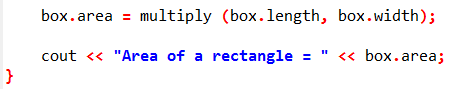 box.area = multiply (box.length, box.width);
cout << "Area of a rectangle = " << box.area;
}